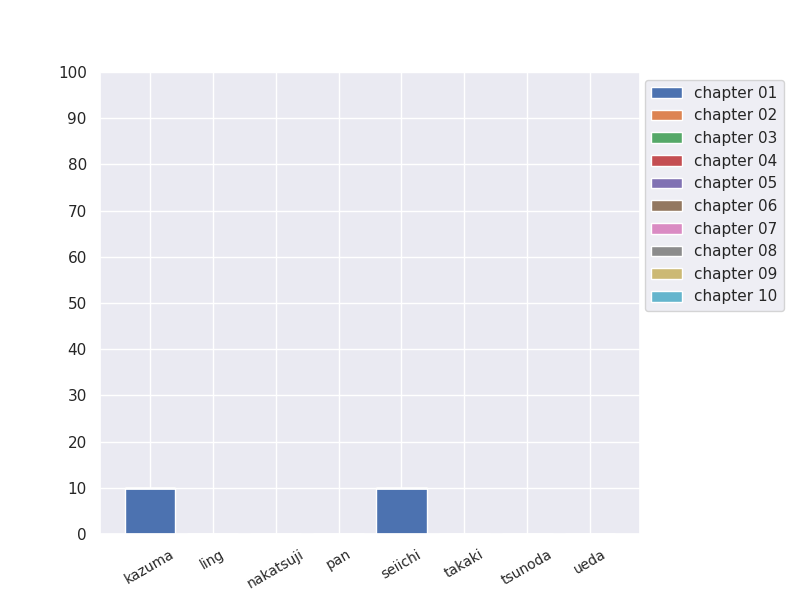 100
90
80
70
60
50
40
30
20
10
0
kazuma
ling
nakatsuji
pan
seiichi
takaki
tsunoda
ueda
chapter 01
chapter 02
chapter 03
chapter 04
chapter 05
chapter 06
chapter 07
chapter 08
chapter 09
chapter 10